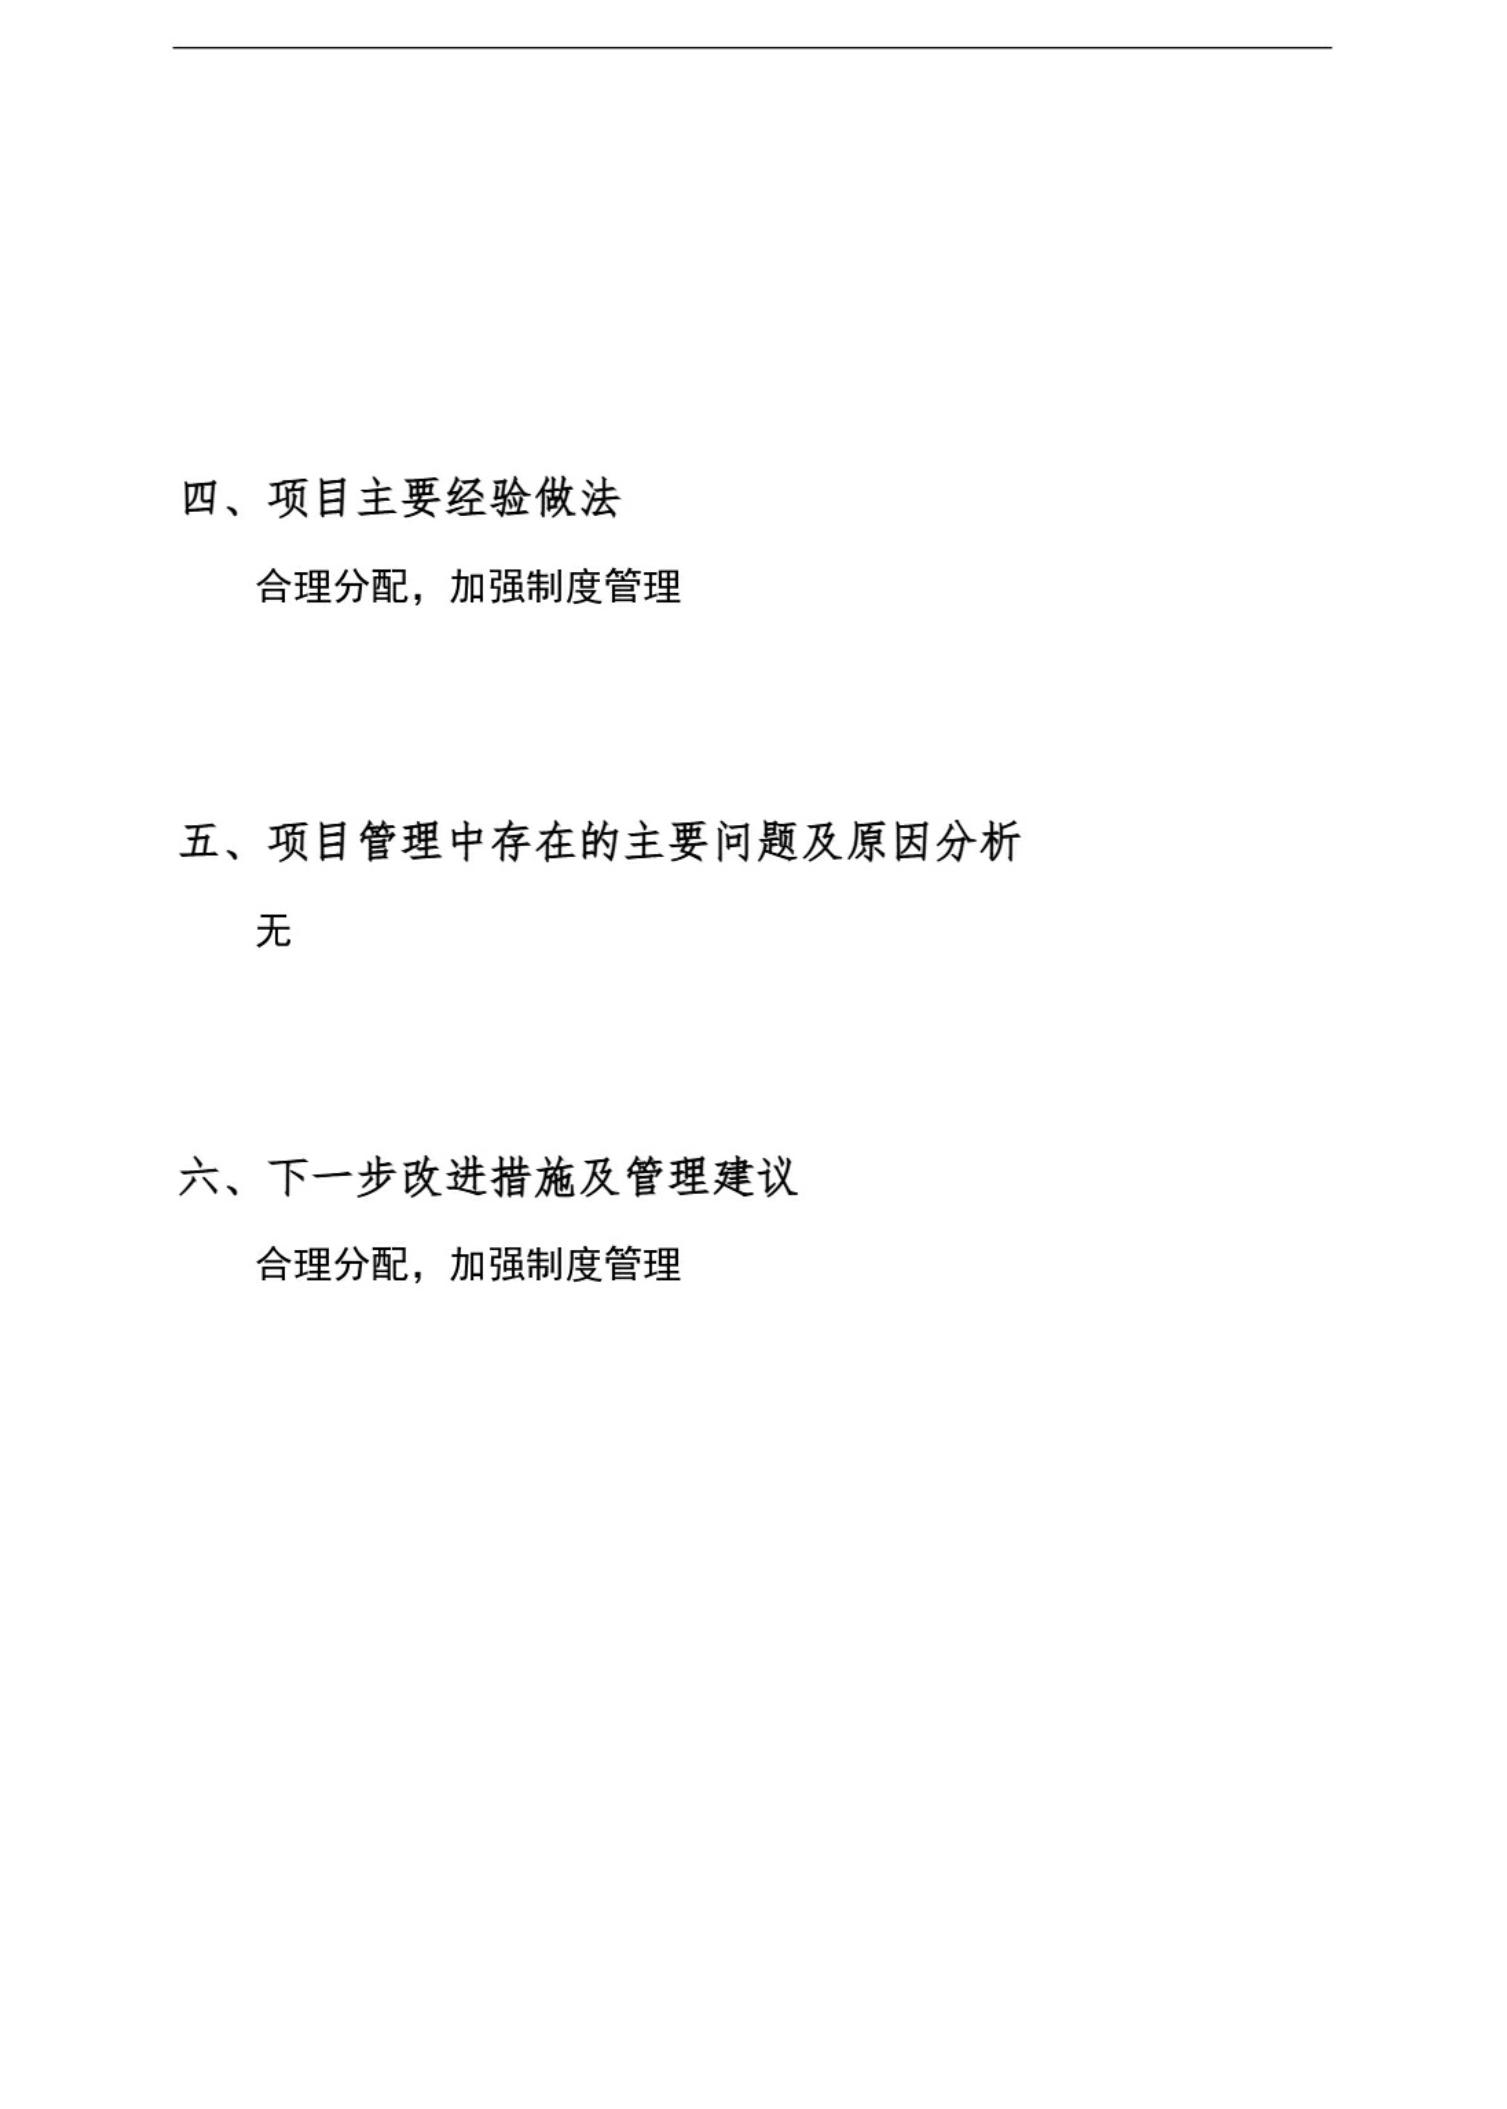 四、项目主要经验做法
合理分配，加强制度管理
五、项目管理中存在的主要问题及原因分析
无
六、下一步改进措施及管理建议
合理分配，加强制度管理